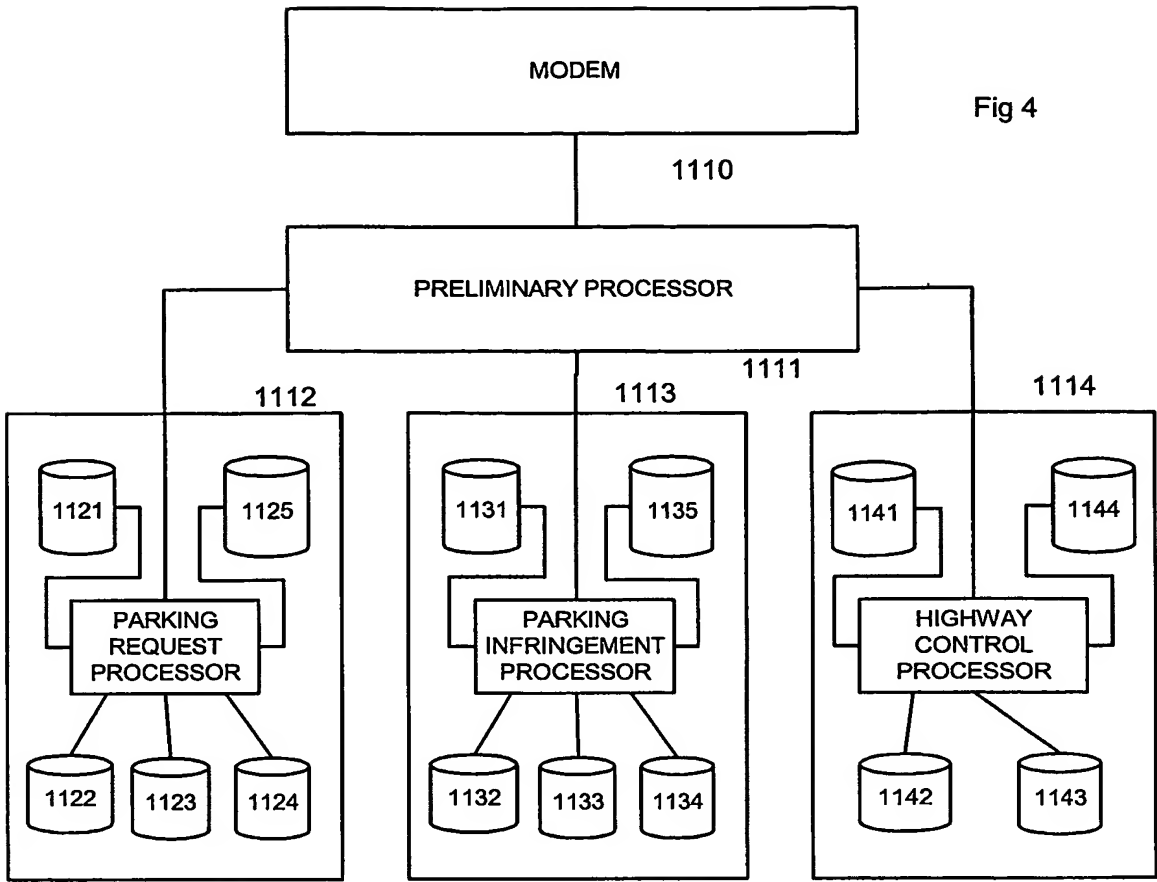 MODEM
Fig 4
1110
PRELIMINARY PROCESSOR
1111
1112
1113
1114
1121
1125
1131
1135
1141
1144
PARKING
REQUEST
PROCESSOR
PARKING
INFRINGEMENT
PROCESSOR
HIGHWAY
CONTROL
PROCESSOR
1122
1123
1124
1132
1133
1134
1142
1143